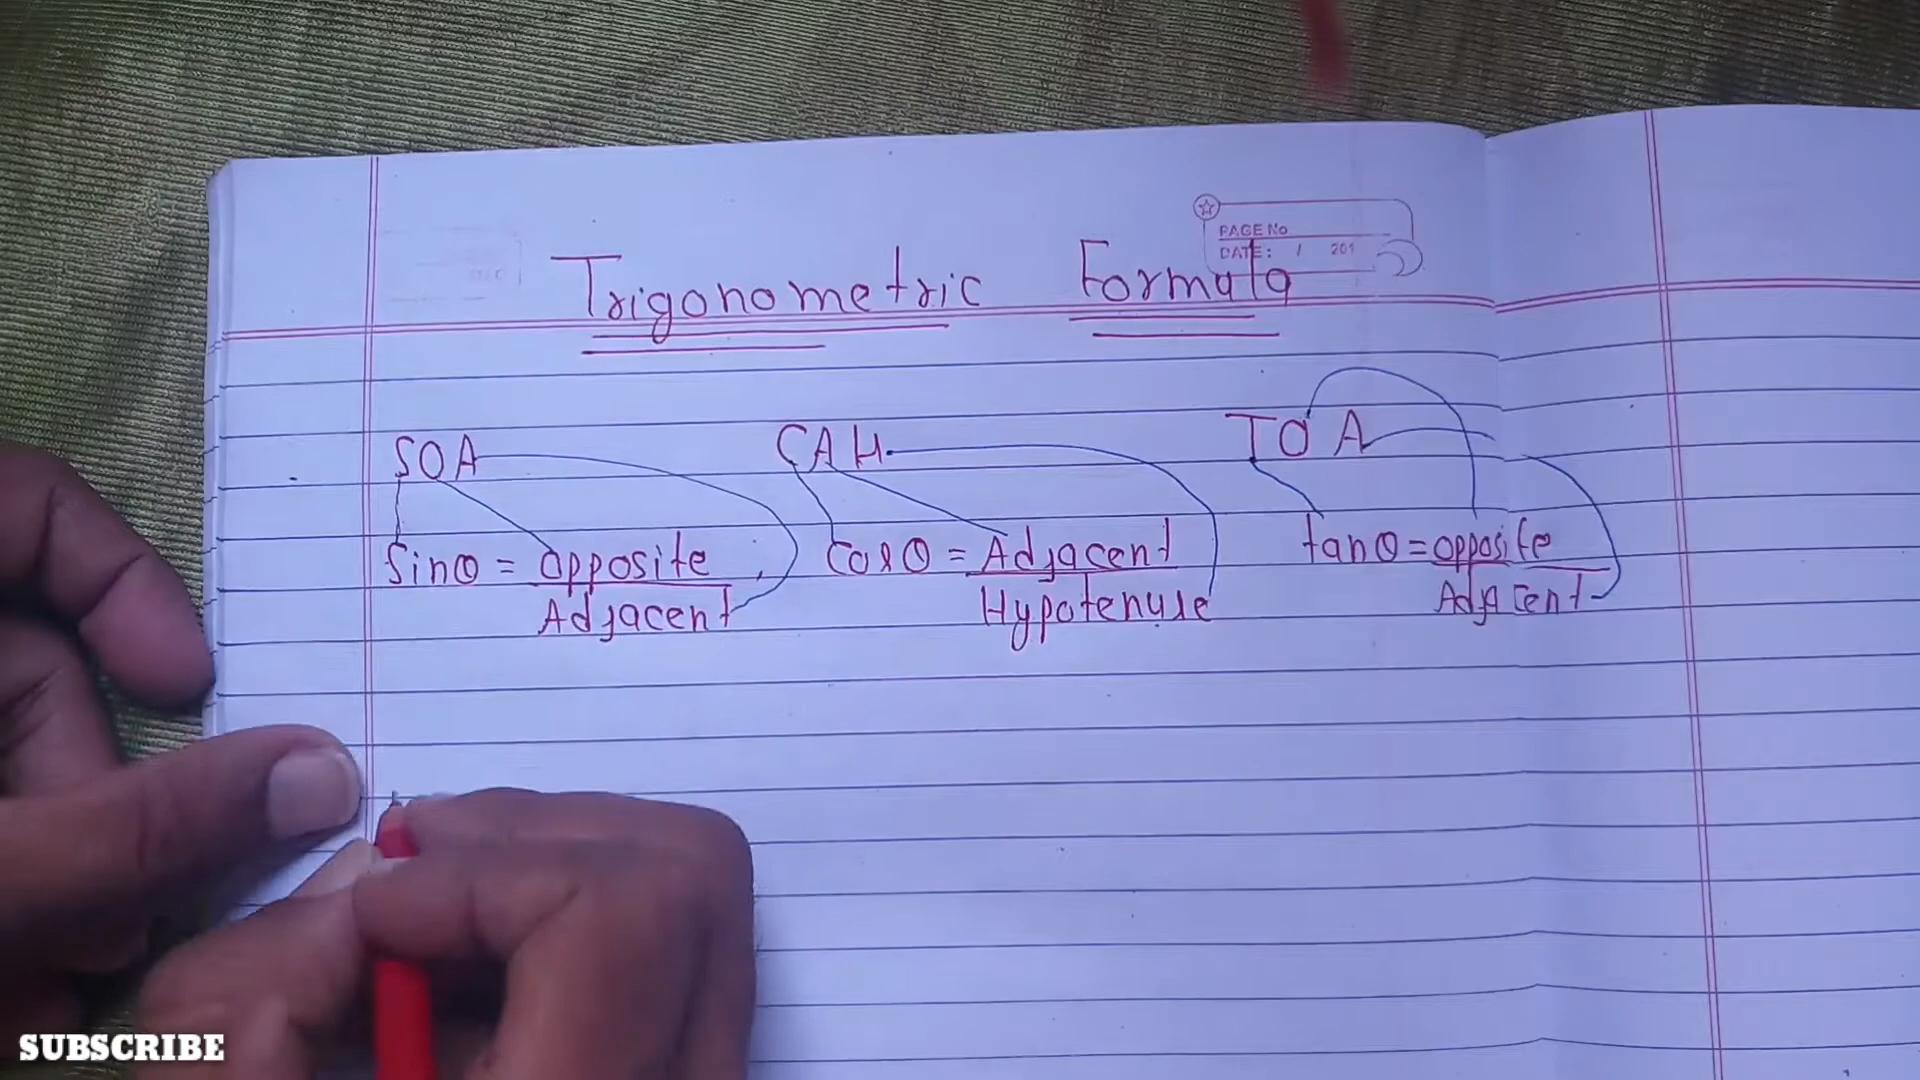 PAGE No
DATE: / 201
Trigonometric Formula
SOA CAH TOA
Sinθ = opposite Cosθ = Adjacent tanθ = opposite
Adjacent Hypotenuse Adjacent
SUBSCRIBE